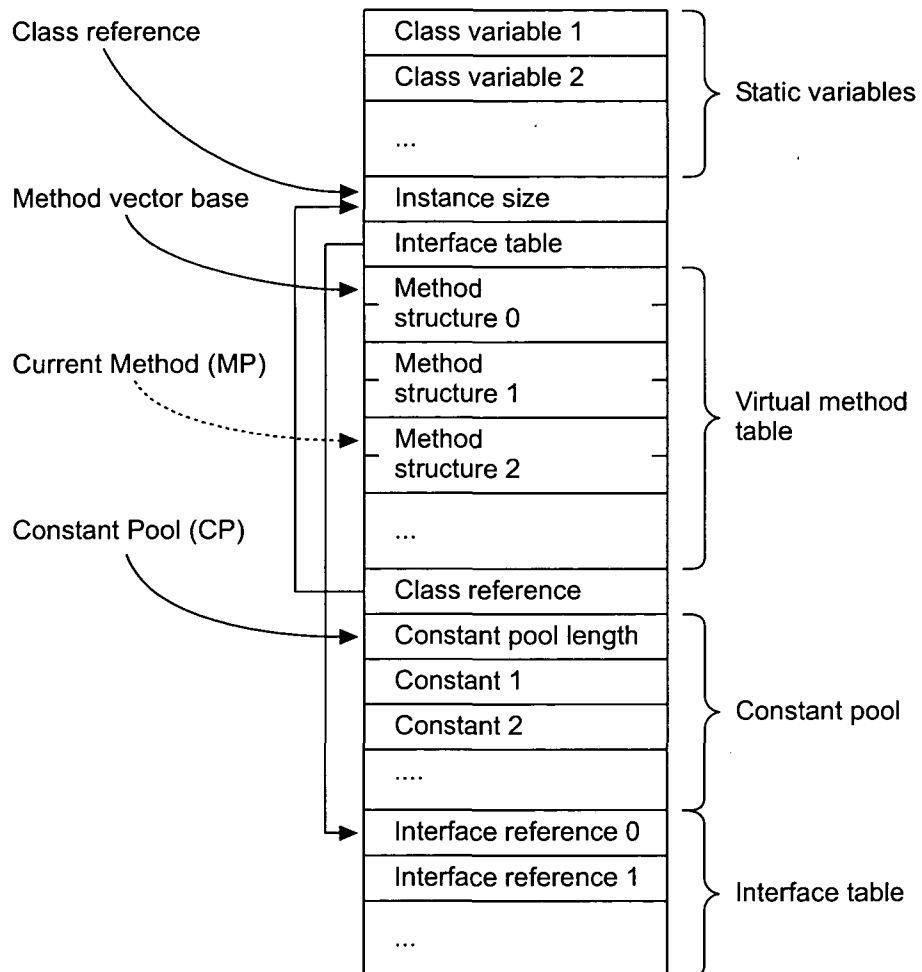 Class reference
Class variable 1
Class variable 2
...
Static variables
Method vector base
Instance size
Interface table
Method
structure 0
Current Method (MP)
Method
structure 1
Method
structure 2
...
Virtual method
table
Constant Pool (CP)
Class reference
Constant pool length
Constant 1
Constant 2
....
Constant pool
Interface reference 0
Interface reference 1
...
Interface table